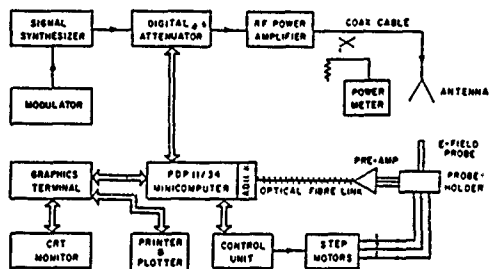 SIGNAL
SYNTHESIZER
DIGITAL
ATTENUATOR
RF POWER
AMPLIFIER
COAX CABLE
MODULATOR
POWER
METER
ANTENNA
GRAPHICS
TERMINAL
PDP 11/34
MINICOMPUTER
OPTICAL FIBRE LINK
PRE-AMP
E-FIELD
PROBE
PROBE-
HOLDER
CRT
MONITOR
PRINTER
&
PLOTTER
CONTROL
UNIT
STEP
MOTORS